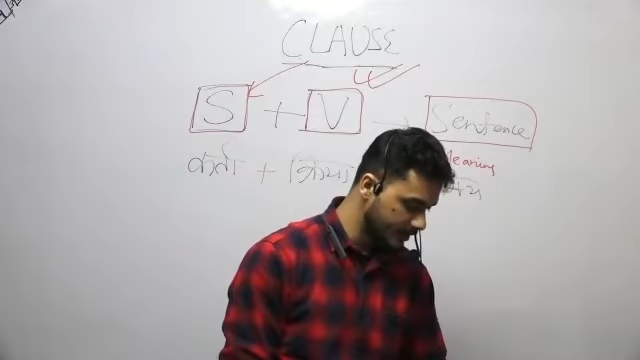 CLAUSE
S + V → Sentence
कर्ता + क्रिया